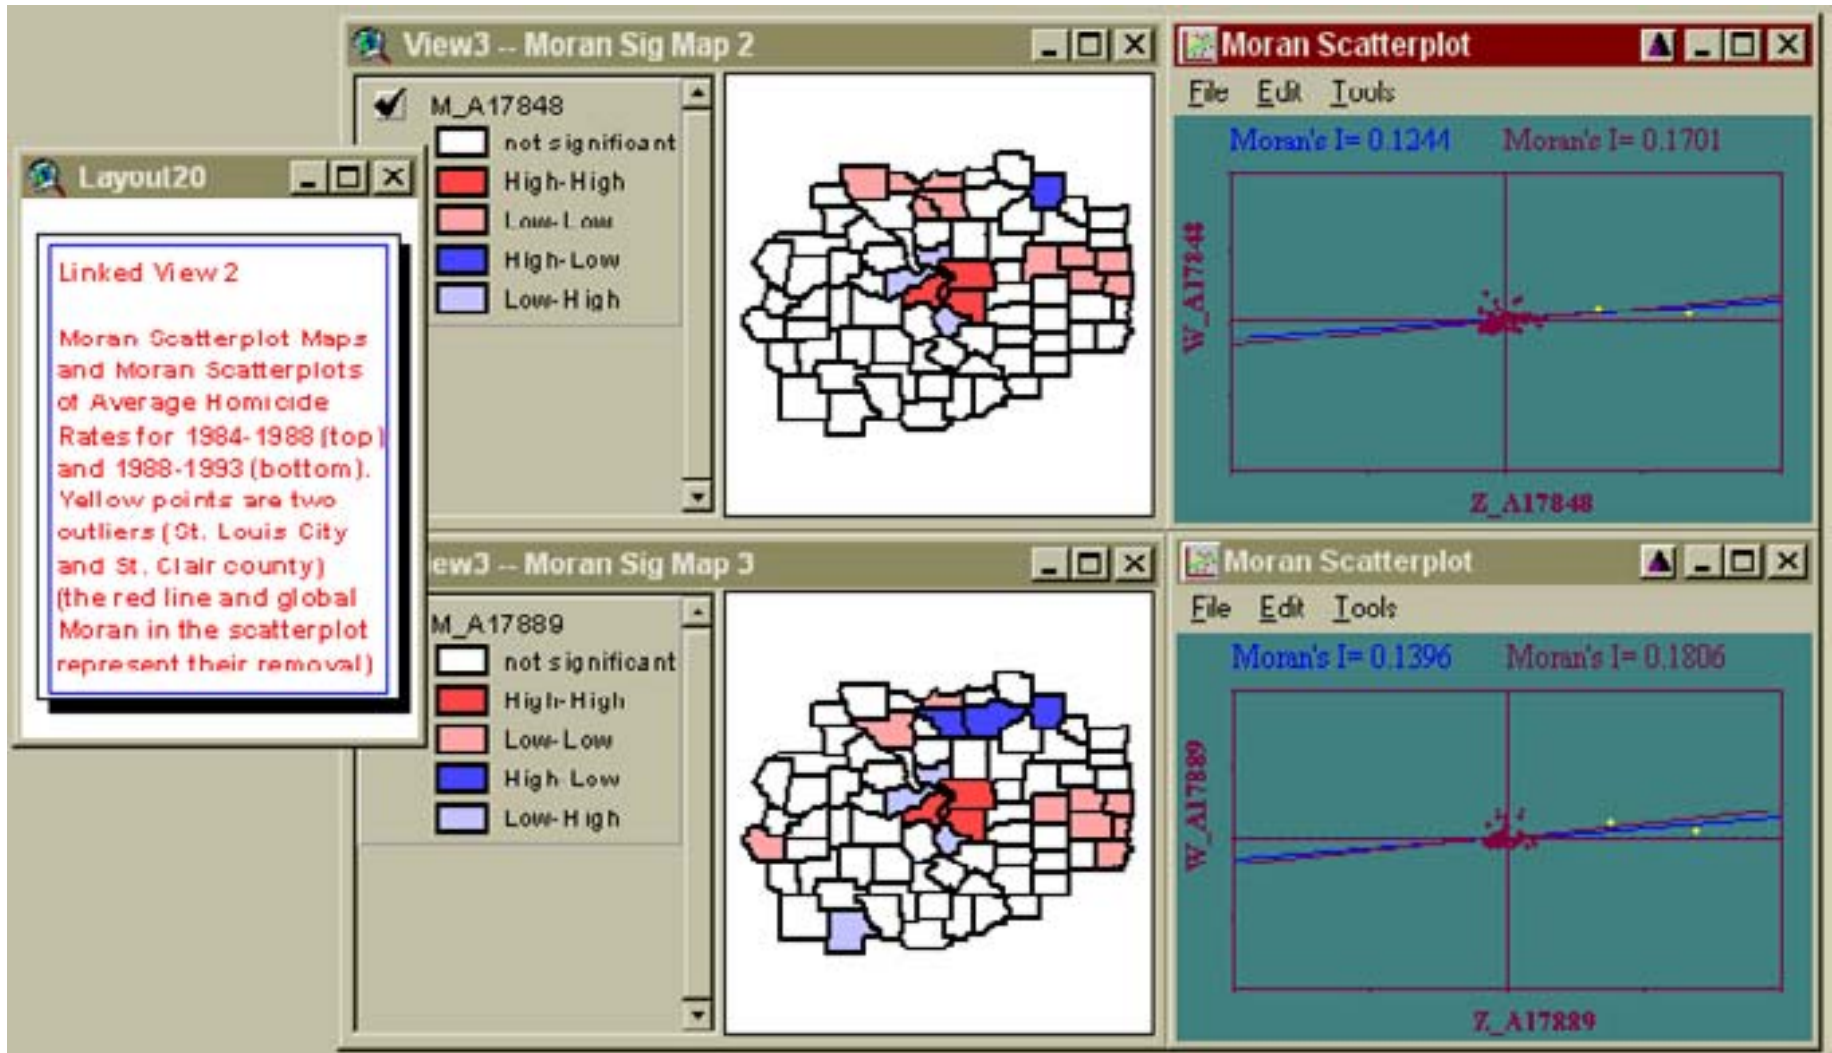 View3 -- Moran Sig Map 2
M_A17848
not significant
High-High
Low-Low
High-Low
Low-High
Moran Scatterplot
File Edit Tools
Moran's I= 0.1244 Moran's I= 0.1701
W_A17848
Z_A17848
Layout20
Linked View 2
Moran Scatterplot Maps
and Moran Scatterplots
of Average Homicide
Rates for 1984-1988 (top)
and 1988-1993 (bottom).
Yellow points are two
outliers (St. Louis City
and St. Clair county)
(the red line and global
Moran in the scatterplot
represent their removal)
ew3 -- Moran Sig Map 3
M_A17889
not significant
High-High
Low-Low
High-Low
Low-High
Moran Scatterplot
File Edit Tools
Moran's I= 0.1396 Moran's I= 0.1806
W_A17889
Z_A17889